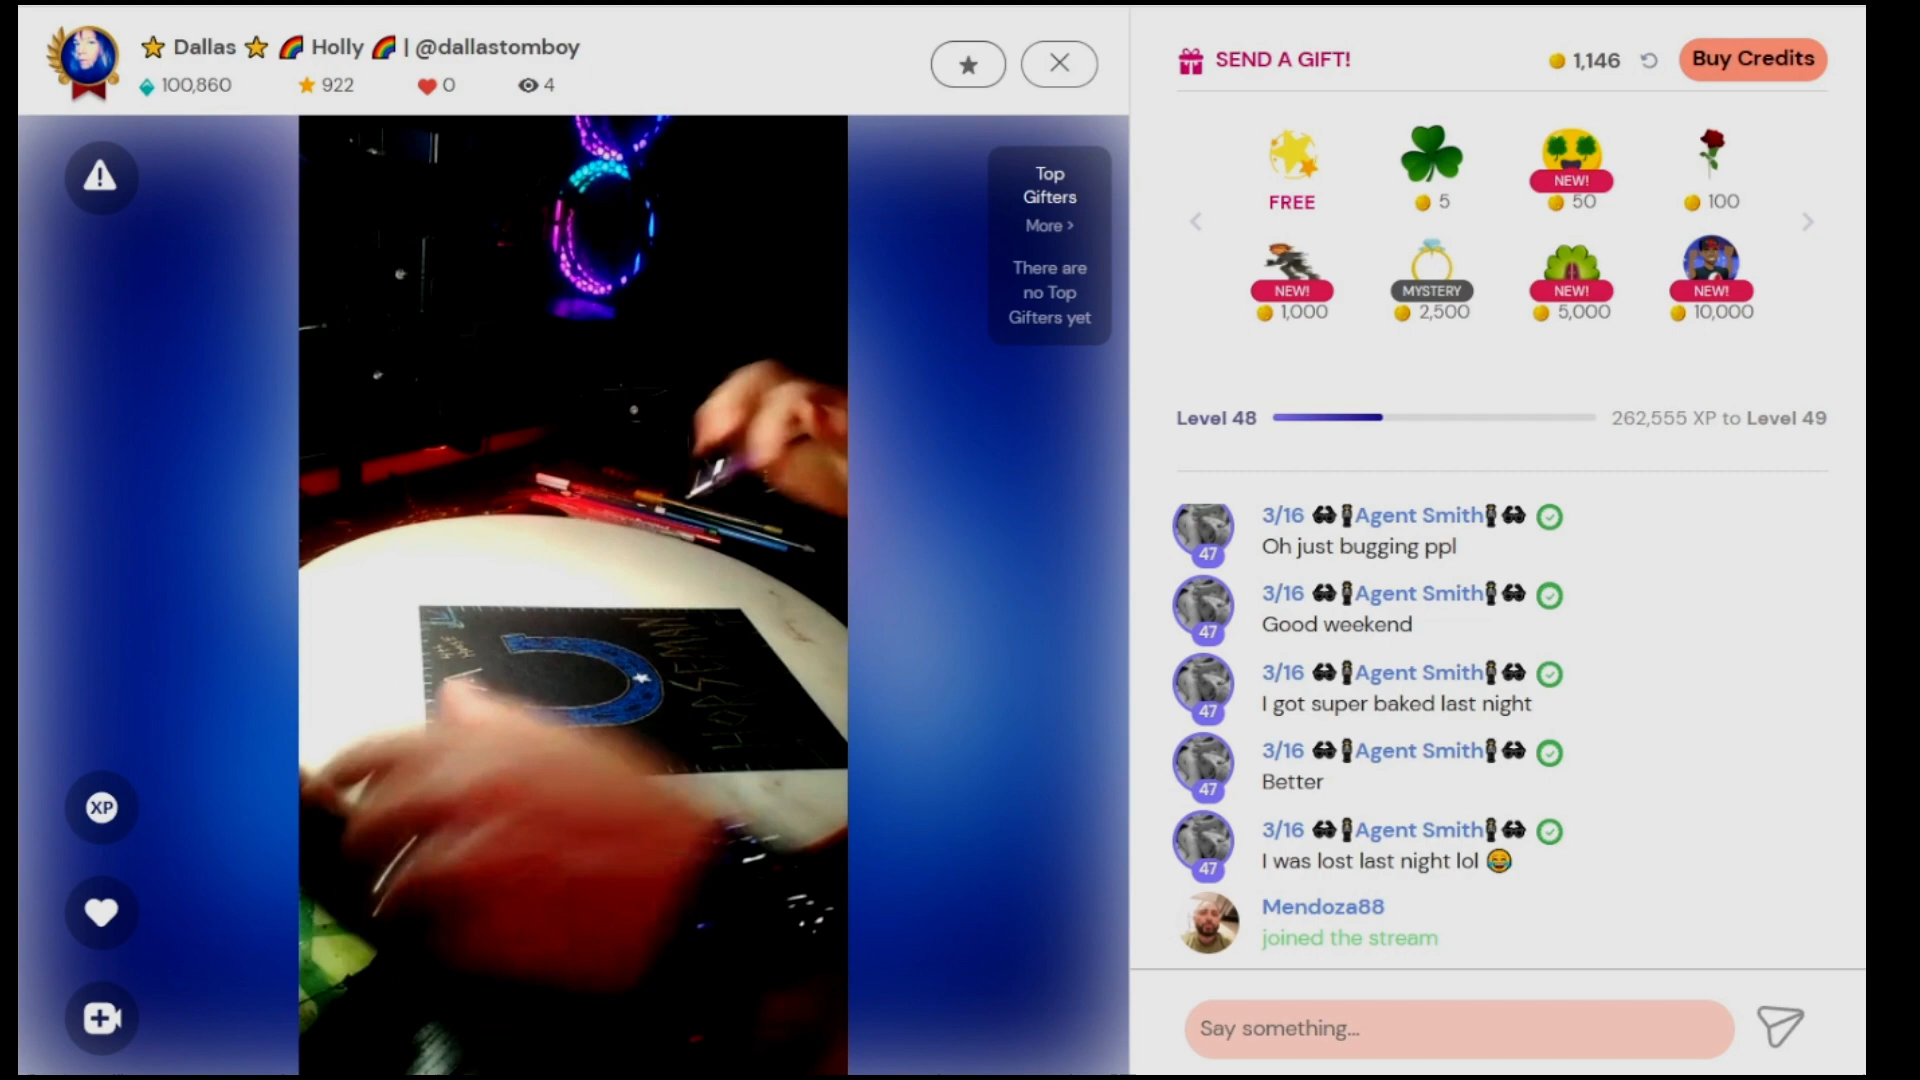 ⭐ Dallas ⭐ 🌈 Holly 🌈 | @dallastomboy
100,860 922 0 4
Top
Gifters
More >
There are
no Top
Gifters yet
HORSEMAN
XP
SEND A GIFT! 1,146 Buy Credits
FREE 5 NEW! 50 100
NEW! 1,000 MYSTERY 2,500 NEW! 5,000 NEW! 10,000
Level 48 262,555 XP to Level 49
3/16 🕶🕴Agent Smith🕴🕶
47
Oh just bugging ppl
3/16 🕶🕴Agent Smith🕴🕶
47
Good weekend
3/16 🕶🕴Agent Smith🕴🕶
47
I got super baked last night
3/16 🕶🕴Agent Smith🕴🕶
47
Better
3/16 🕶🕴Agent Smith🕴🕶
47
I was lost last night lol 😂
Mendoza88
joined the stream
Say something...